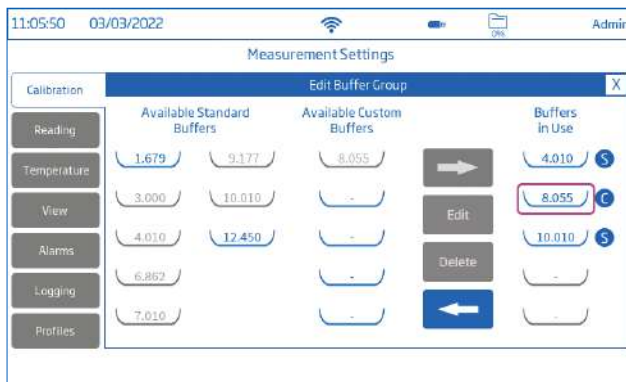 11:05:50 03/03/2022 0% Admin
Measurement Settings
Calibration
Edit Buffer Group X
Reading
Temperature
View
Alarms
Logging
Profiles
Available Standard
Buffers
1.679 9.177
3.000 10.010
4.010 12.450
6.862
7.010
Available Custom
Buffers
8.055
-
-
-
-
Edit
Delete
Buffers
in Use
4.010 S
8.055 C
10.010 S
-
-